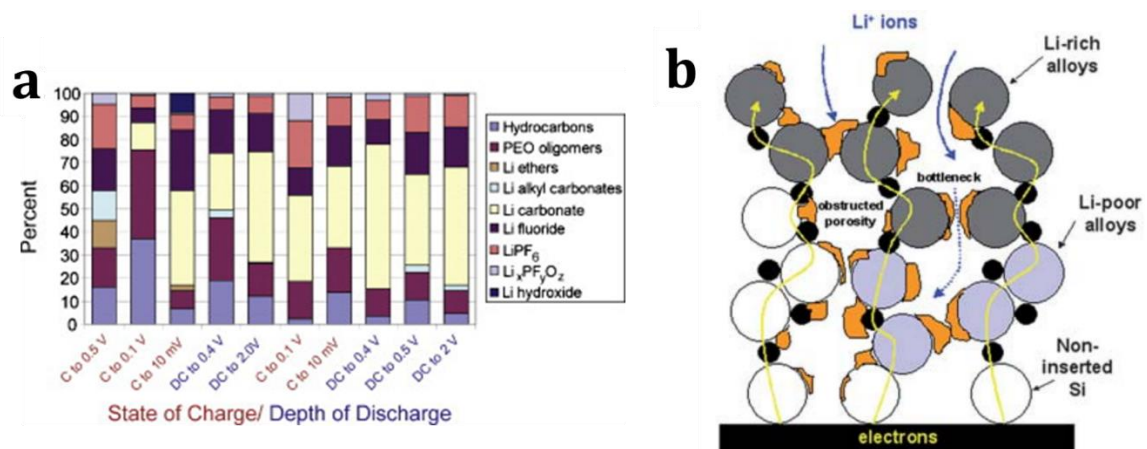 a
100
90
80
70
60
50
40
30
20
10
0
Percent
C to 0.5 V
C to 0.1 V
C to 10 mV
DC to 0.4 V
DC to 2.0V
C to 0.1 V
C to 10 mV
DC to 0.4 V
DC to 0.5 V
DC to 2 V
State of Charge/ Depth of Discharge
Hydrocarbons
PEO oligomers
Li ethers
Li alkyl carbonates
Li carbonate
Li fluoride
LiPF6
LixPFyOz
Li hydroxide
b
Li+ ions
Li-rich
alloys
bottleneck
obstructed
porosity
Li-poor
alloys
Non-
inserted
Si
electrons